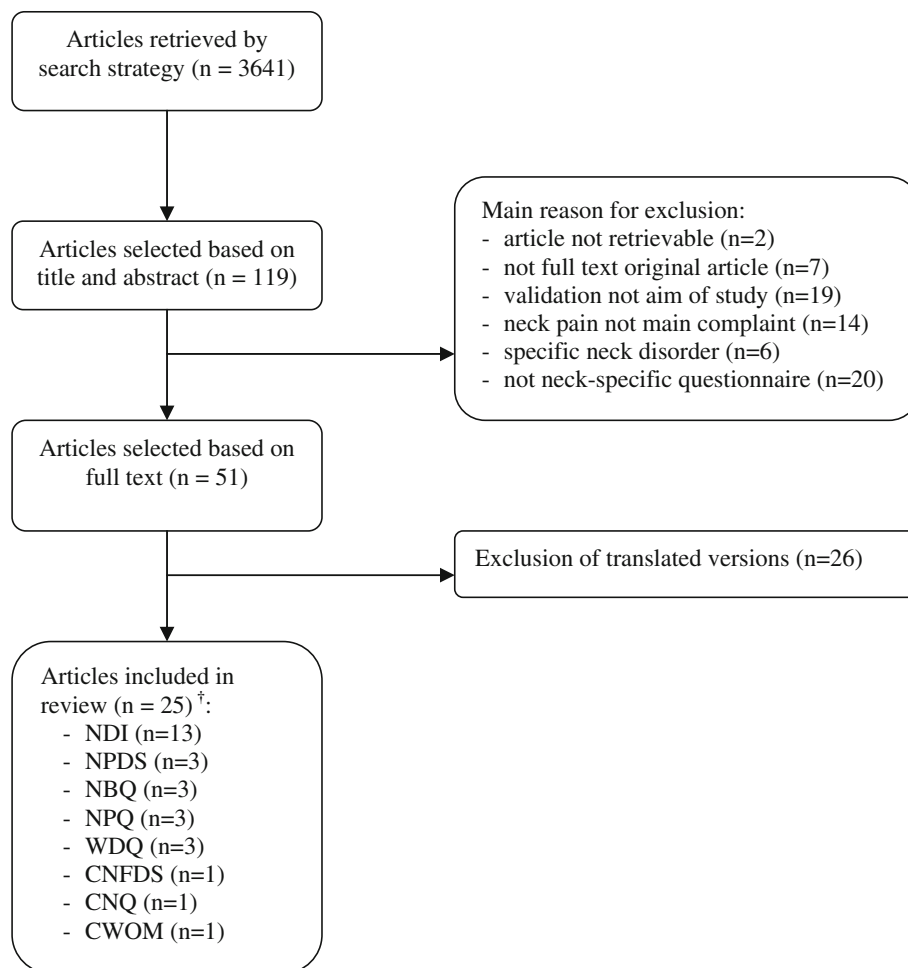 Articles retrieved by
search strategy (n = 3641)
Articles selected based on
title and abstract (n = 119)
Main reason for exclusion:
- article not retrievable (n=2)
- not full text original article (n=7)
- validation not aim of study (n=19)
- neck pain not main complaint (n=14)
- specific neck disorder (n=6)
- not neck-specific questionnaire (n=20)
Articles selected based on
full text (n = 51)
Exclusion of translated versions (n=26)
Articles included in
review (n = 25) †:
- NDI (n=13)
- NPDS (n=3)
- NBQ (n=3)
- NPQ (n=3)
- WDQ (n=3)
- CNFDS (n=1)
- CNQ (n=1)
- CWOM (n=1)